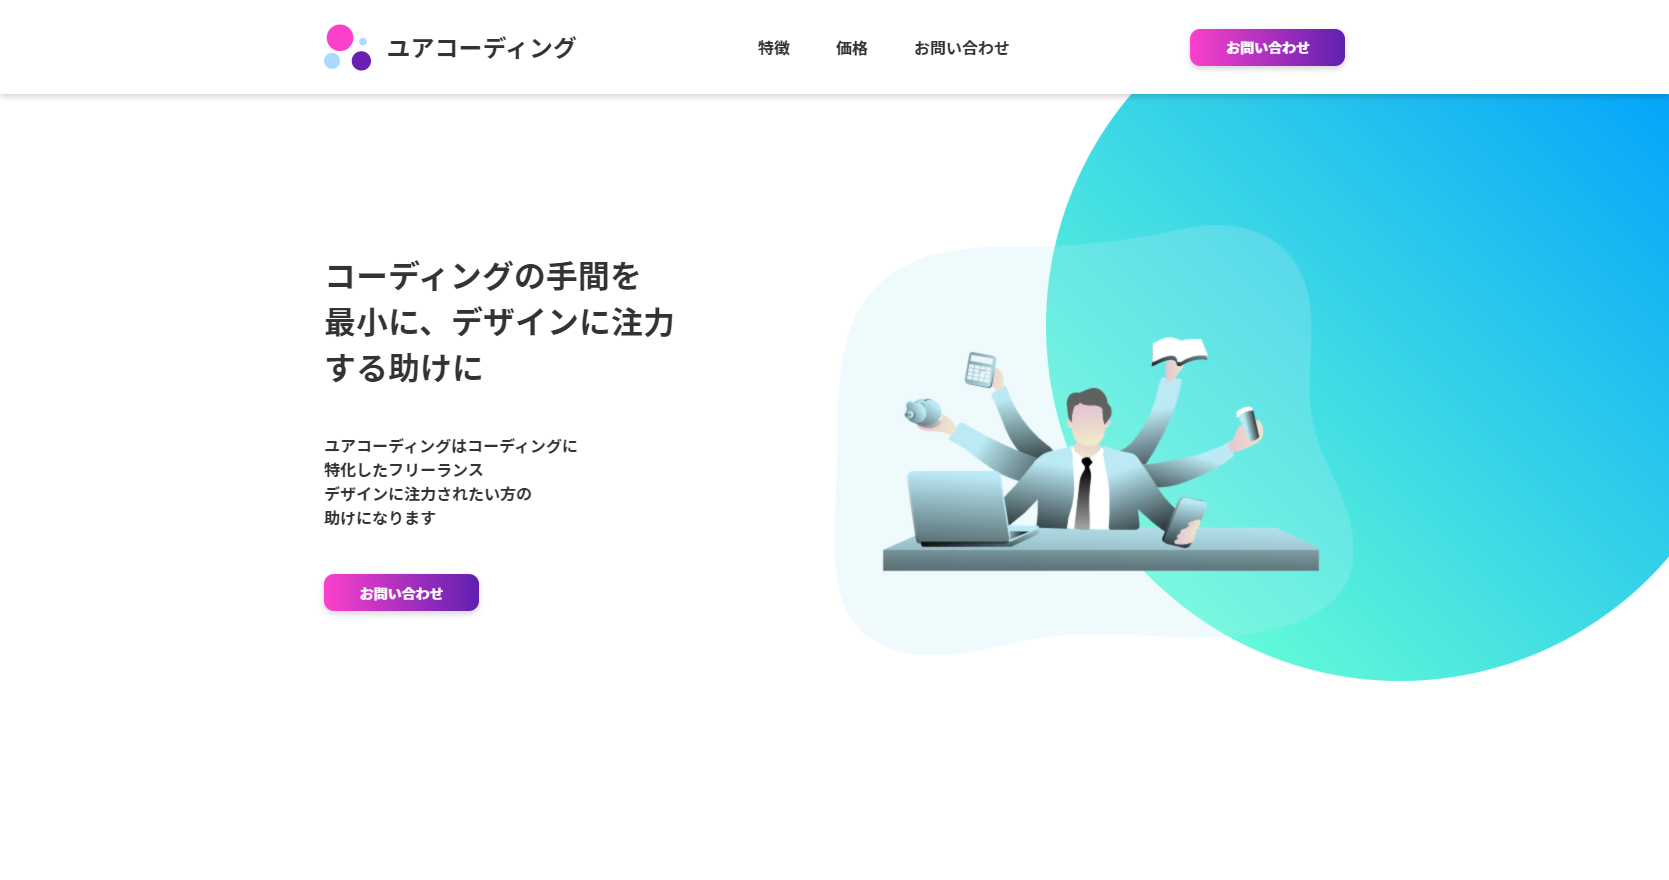 ユアコーディング
特徴
価格
お問い合わせ
お問い合わせ
コーディングの手間を
最小に、デザインに注力
する助けに
ユアコーディングはコーディングに
特化したフリーランス
デザインに注力されたい方の
助けになります
お問い合わせ